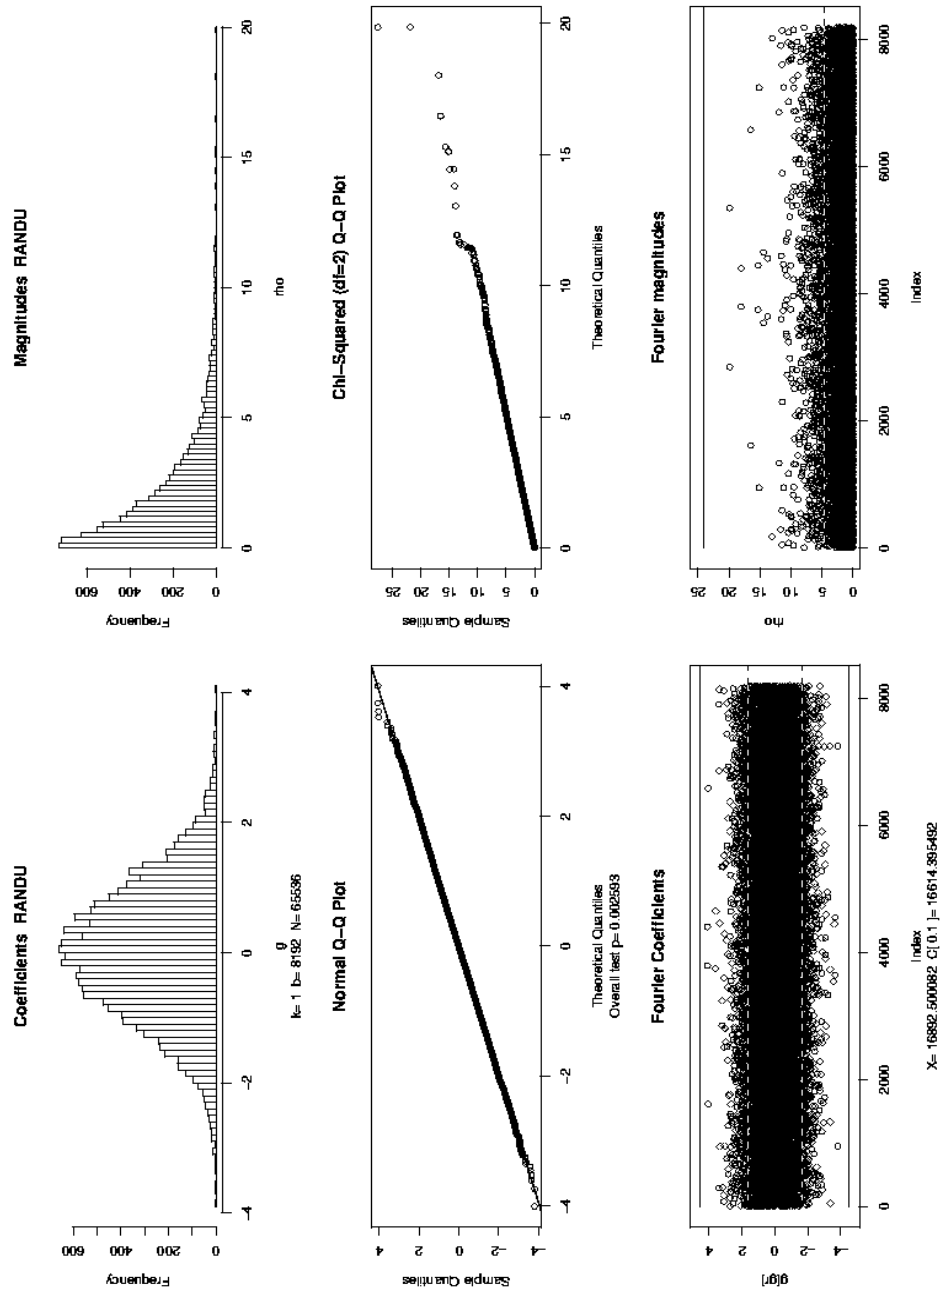 Coefficients RANDU
Frequency
0 200 400 600
-4 -2 0 2 4
g
k= 1 b= 8192 N= 65536
Magnitudes RANDU
Frequency
0 200 400 600
0 5 10 15 20
rho
Normal Q-Q Plot
Sample Quantiles
-4 -2 0 2 4
-4 -2 0 2 4
Theoretical Quantiles
Overall test p= 0.002593
Chi-Squared (df=2) Q-Q Plot
Sample Quantiles
0 5 10 15 20 25
0 5 10 15 20
Theoretical Quantiles
Fourier Coefficients
g[gr]
-4 -2 0 2 4
0 2000 4000 6000 8000
Index
X= 16892.500082 C[ 0.1 ]= 16614.395492
Fourier magnitudes
rho
0 5 10 15 20 25
0 2000 4000 6000 8000
Index